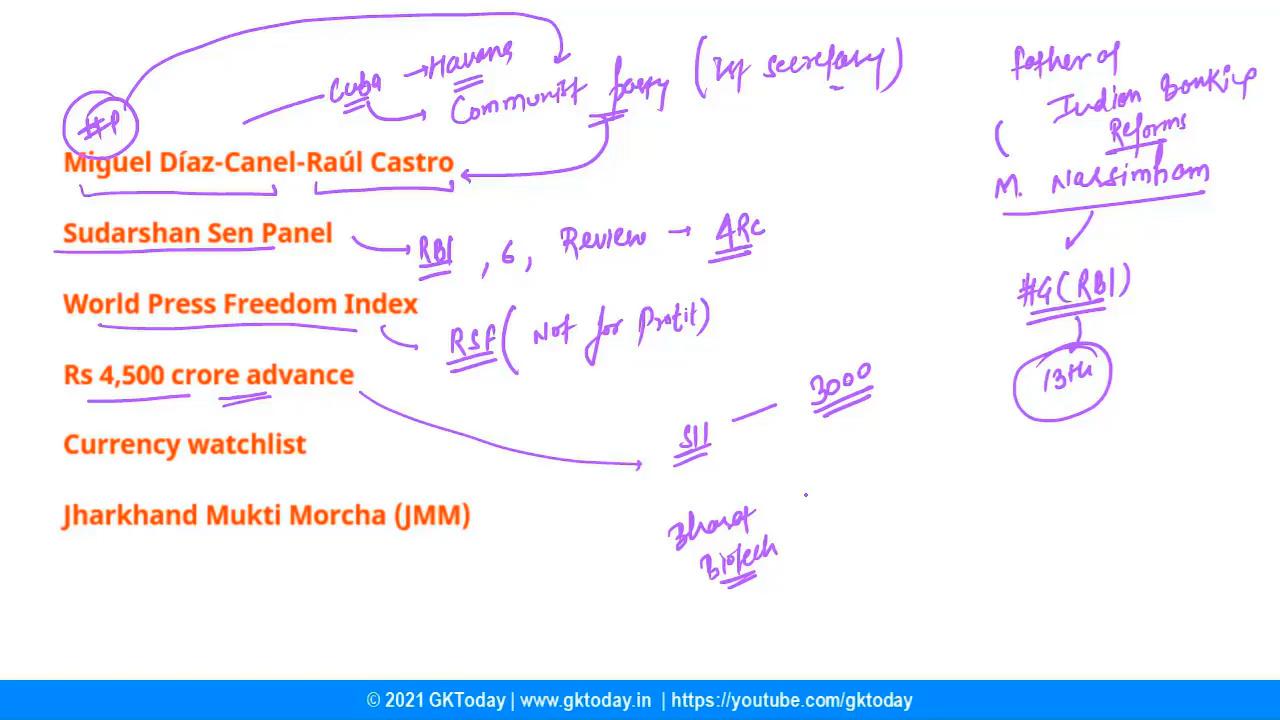 Cuba → Havana
Communist party (1st secretary)
#P
Miguel Díaz-Canel-Raúl Castro
Sudarshan Sen Panel
RBI, 6, Review → ARC
World Press Freedom Index
RSF (Not for Profit)
Rs 4,500 crore advance
SII — 3000
Currency watchlist
Bharat
Biotech
Jharkhand Mukti Morcha (JMM)
father of
Indian Banking
Reforms
(
M. Narsimham
#G(RBI)
13th
© 2021 GKToday | www.gktoday.in | https://youtube.com/gktoday